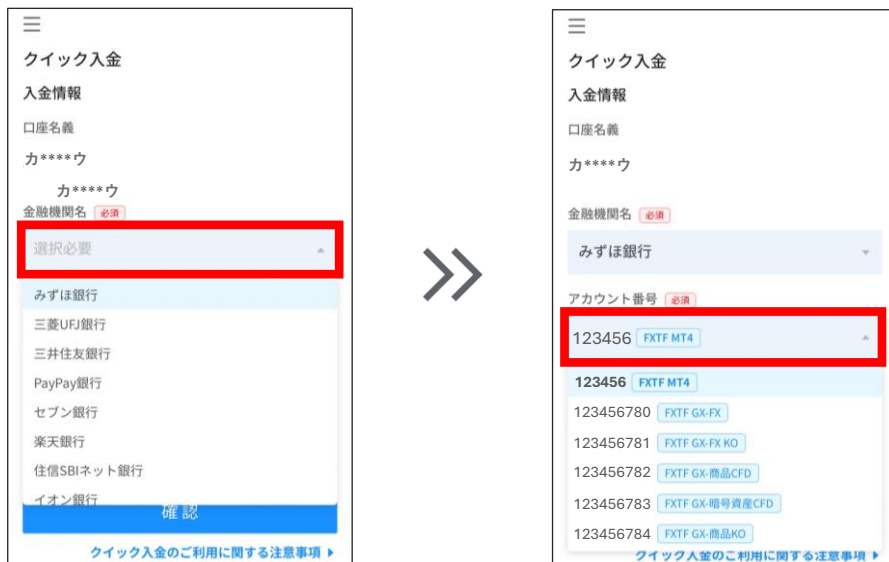 クイック入金
入金情報
口座名義
カ****ウ
カ****ウ
金融機関名 必須
選択必要
みずほ銀行
三菱UFJ銀行
三井住友銀行
PayPay銀行
セブン銀行
楽天銀行
住信SBIネット銀行
イオン銀行
確認
クイック入金のご利用に関する注意事項
クイック入金
入金情報
口座名義
カ****ウ
金融機関名 必須
みずほ銀行
アカウント番号 必須
123456 FXTF MT4
123456 FXTF MT4
123456780 FXTF GX-FX
123456781 FXTF GX-FX KO
123456782 FXTF GX-商品CFD
123456783 FXTF GX-暗号資産CFD
123456784 FXTF GX-商品KO
クイック入金のご利用に関する注意事項